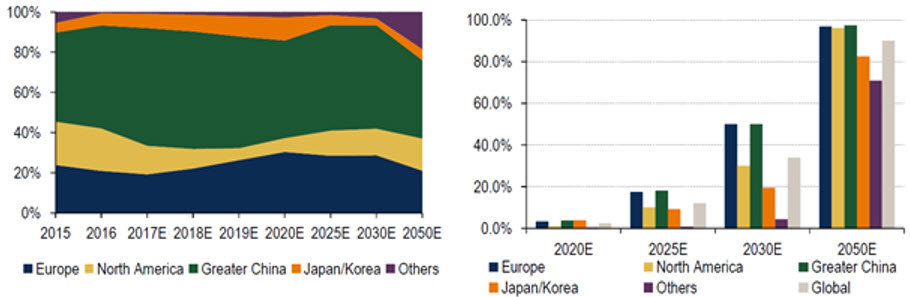 100%
80%
60%
40%
20%
0%
2015 2016 2017E 2018E 2019E 2020E 2025E 2030E 2050E
Europe North America Greater China Japan/Korea Others
100.0%
80.0%
60.0%
40.0%
20.0%
0.0%
2020E 2025E 2030E 2050E
Europe North America Greater China
Japan/Korea Others Global